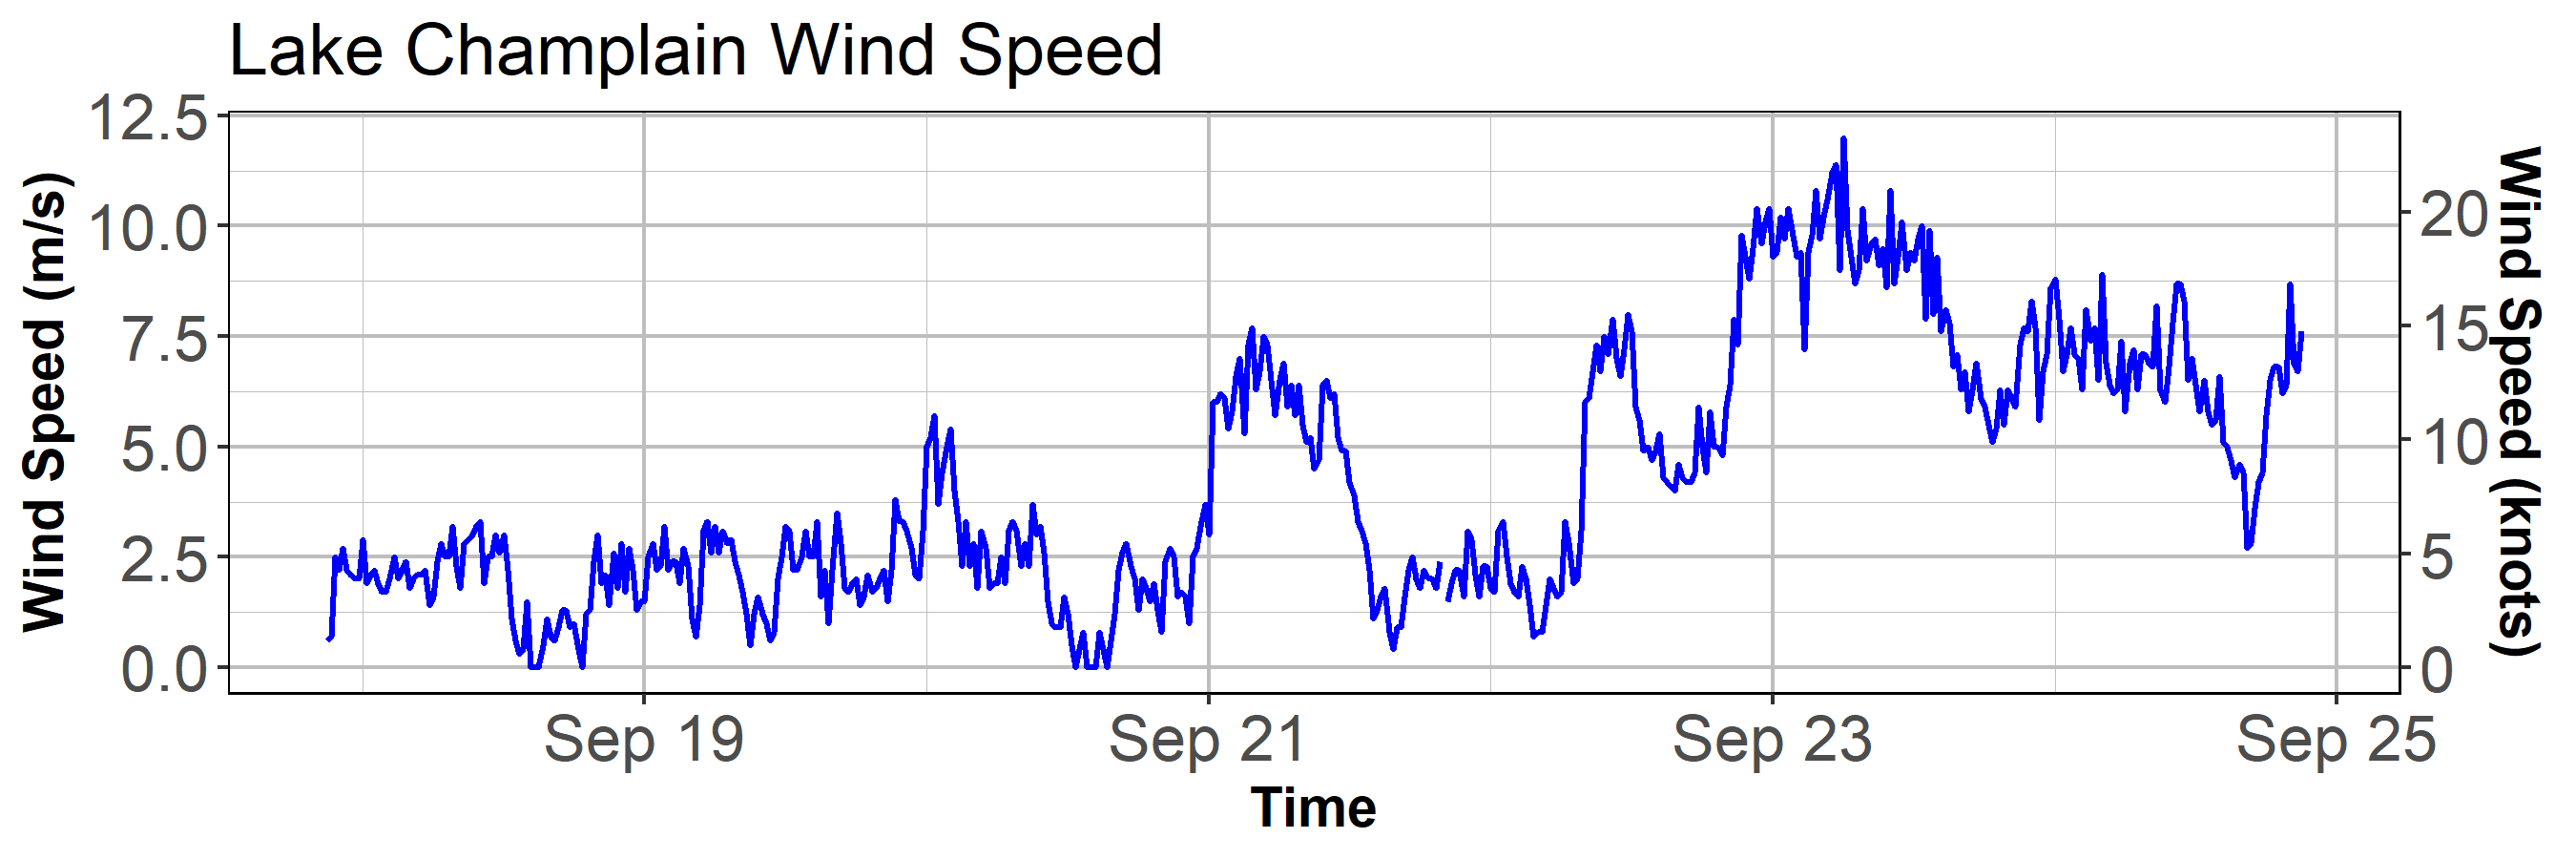 Lake Champlain Wind Speed
Wind Speed (m/s)
12.5
10.0
7.5
5.0
2.5
0.0
20
15
10
5
0
Wind Speed (knots)
Sep 19 Sep 21 Sep 23 Sep 25
Time